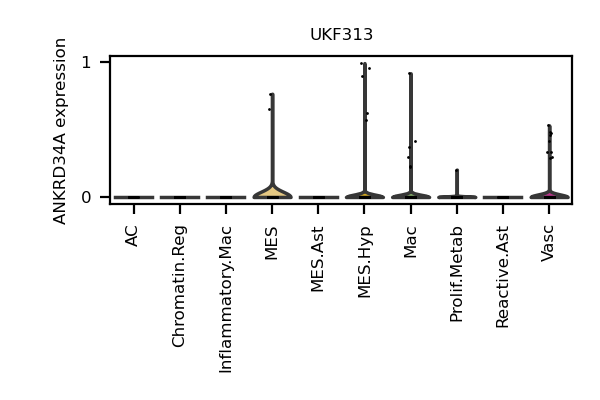 UKF313
ANKRD34A expression
1
0
AC
Chromatin.Reg
Inflammatory.Mac
MES
MES.Ast
MES.Hyp
Mac
Prolif.Metab
Reactive.Ast
Vasc